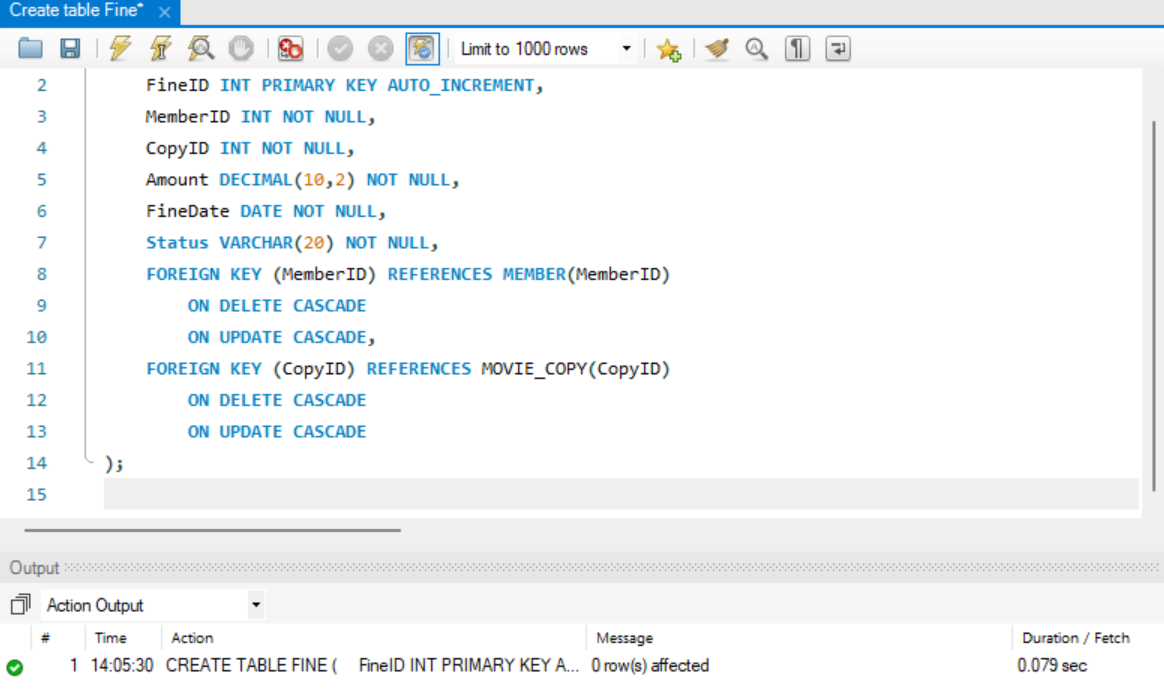 Create table Fine*
Limit to 1000 rows
2 FineID INT PRIMARY KEY AUTO_INCREMENT,
3 MemberID INT NOT NULL,
4 CopyID INT NOT NULL,
5 Amount DECIMAL(10,2) NOT NULL,
6 FineDate DATE NOT NULL,
7 Status VARCHAR(20) NOT NULL,
8 FOREIGN KEY (MemberID) REFERENCES MEMBER(MemberID)
9 ON DELETE CASCADE
10 ON UPDATE CASCADE,
11 FOREIGN KEY (CopyID) REFERENCES MOVIE_COPY(CopyID)
12 ON DELETE CASCADE
13 ON UPDATE CASCADE
14 );
15
Output
Action Output
# Time Action Message Duration / Fetch
1 14:05:30 CREATE TABLE FINE ( FineID INT PRIMARY KEY A... 0 row(s) affected 0.079 sec